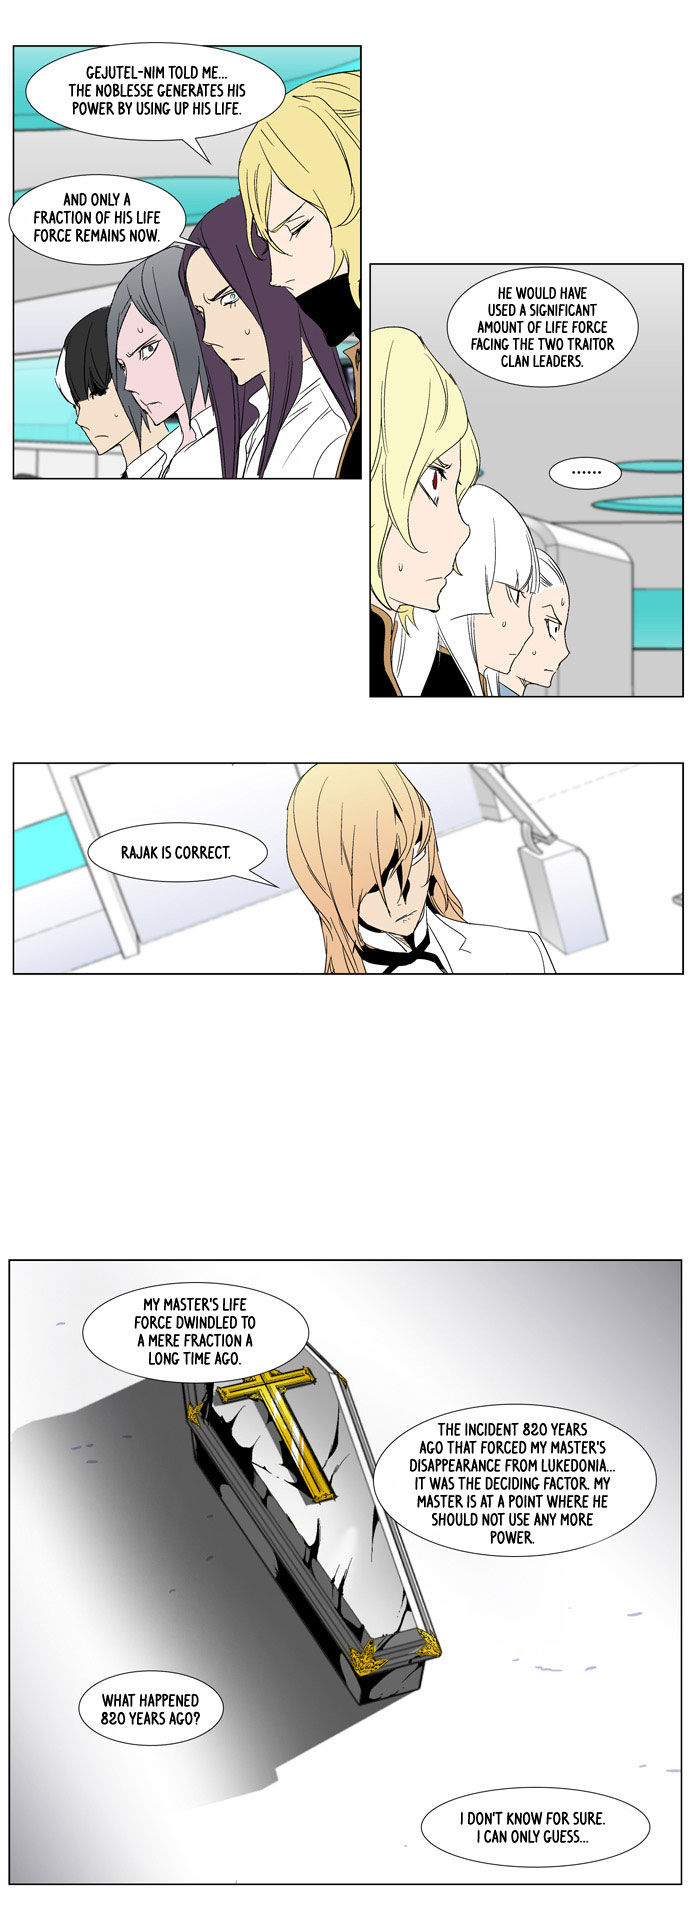 GEJUTEL-NIM TOLD ME...
THE NOBLESSE GENERATES HIS
POWER BY USING UP HIS LIFE.
AND ONLY A
FRACTION OF HIS LIFE
FORCE REMAINS NOW.
HE WOULD HAVE
USED A SIGNIFICANT
AMOUNT OF LIFE FORCE
FACING THE TWO TRAITOR
CLAN LEADERS.
......
RAJAK IS CORRECT.
MY MASTER'S LIFE
FORCE DWINDLED TO
A MERE FRACTION A
LONG TIME AGO.
THE INCIDENT 820 YEARS
AGO THAT FORCED MY MASTER'S
DISAPPEARANCE FROM LUKEDONIA...
IT WAS THE DECIDING FACTOR. MY
MASTER IS AT A POINT WHERE HE
SHOULD NOT USE ANY MORE
POWER.
WHAT HAPPENED
820 YEARS AGO?
I DON'T KNOW FOR SURE.
I CAN ONLY GUESS...